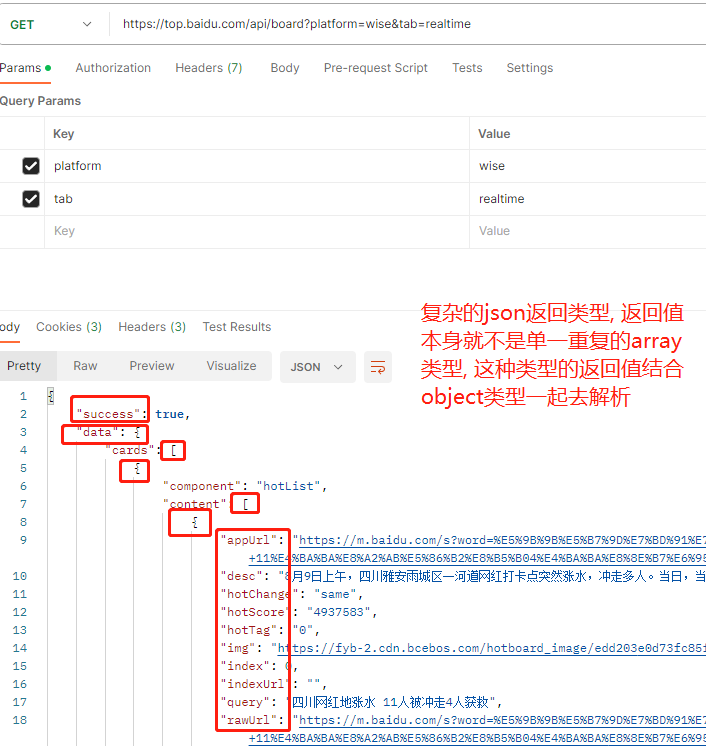 GET https://top.baidu.com/api/board?platform=wise&tab=realtime
Params Authorization Headers (7) Body Pre-request Script Tests Settings
Query Params
Key Value
platform wise
tab realtime
Key Value
复杂的json返回类型, 返回值
本身就不是单一重复的array
类型, 这种类型的返回值结合
object类型一起去解析
ody Cookies (3) Headers (3) Test Results
Pretty Raw Preview Visualize JSON
1 {
2 "success": true,
3 "data": {
4 "cards": [
5 {
6 "component": "hotList",
7 "content" [
8 {
9 "appUrl": "https://m.baidu.com/s?word=%E5%9B%9B%E5%B7%9D%E7%BD%91%E7
+11%E4%BA%BA%E8%A2%AB%E5%86%B2%E8%B5%B04%E4%BA%BA%E8%8E%B7%E6%95
10 "desc": "8月9日上午，四川雅安雨城区一河道网红打卡点突然涨水，冲走多人。当日，当
11 "hotChange": "same",
12 "hotScore": "4937583",
13 "hotTag": "0",
14 "img": "https://fyb-2.cdn.bcebos.com/hotboard_image/edd203e0d73fc85f
15 "index": 0,
16 "indexUrl": "",
17 "query": "四川网红地涨水 11人被冲走4人获救",
18 "rawUrl": "https://m.baidu.com/s?word=%E5%9B%9B%E5%B7%9D%E7%BD%91%E7
+11%E4%BA%BA%E8%A2%AB%E5%86%B2%E8%B5%B04%E4%BA%BA%E8%8E%B7%E6%95